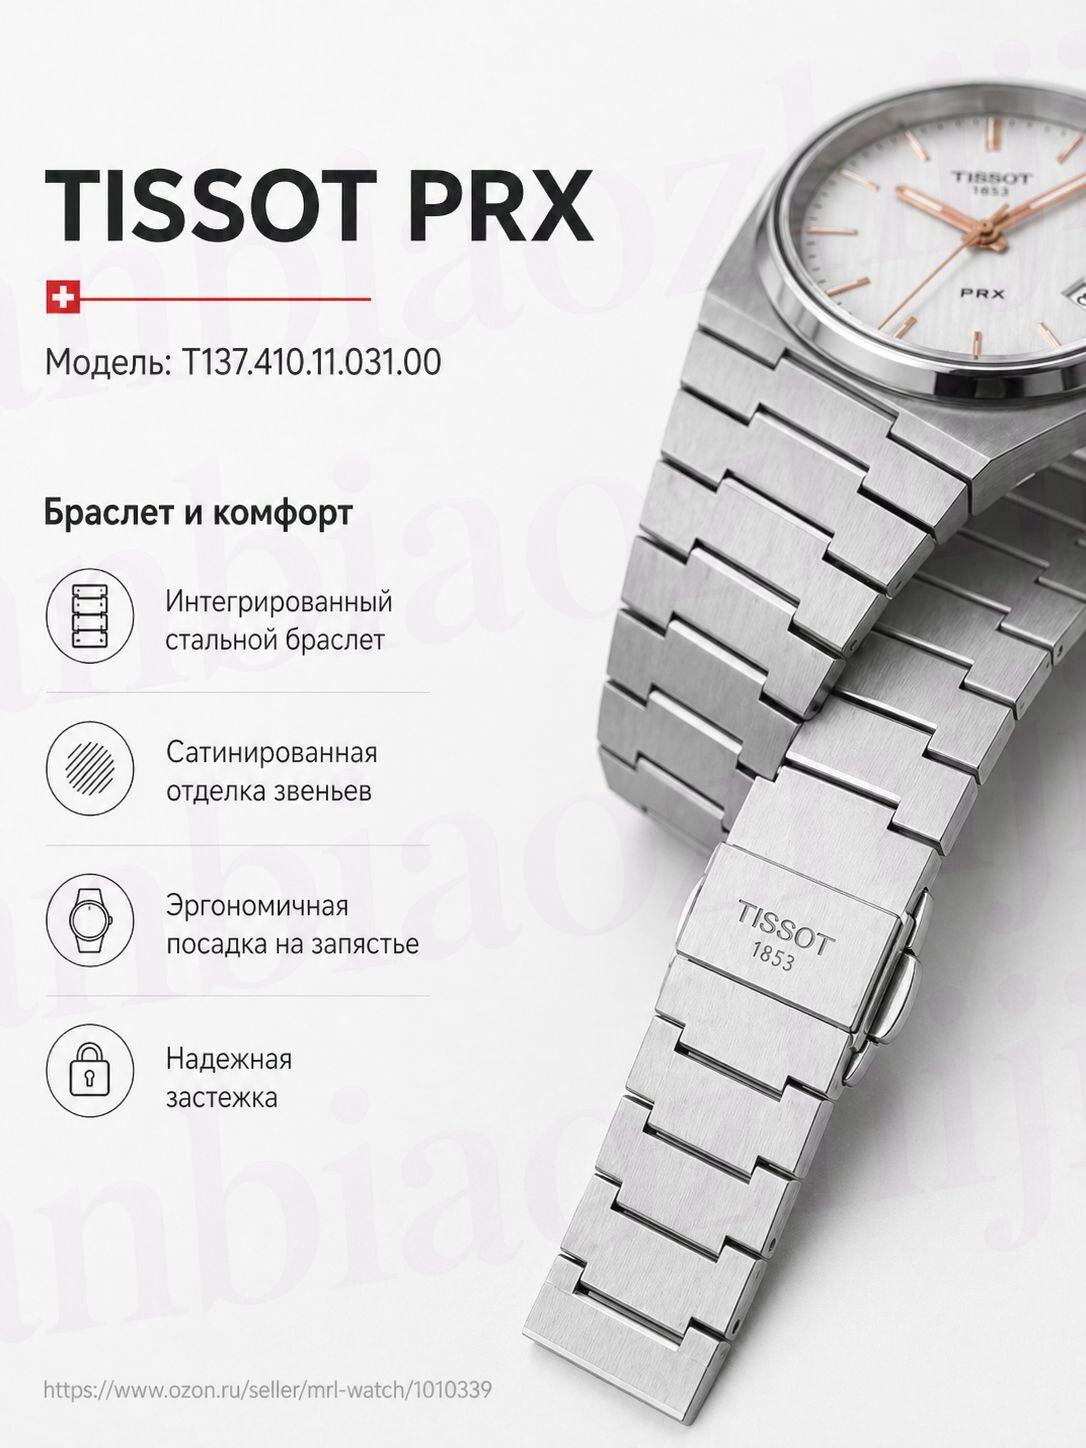 TISSOT PRX
Модель: T137.410.11.031.00
Браслет и комфорт
Интегрированный
стальной браслет
Сатинированная
отделка звеньев
Эргономичная
посадка на запястье
Надежная
застежка
https://www.ozon.ru/seller/mrl-watch/1010339
TISSOT
1853
PRX
TISSOT
1853